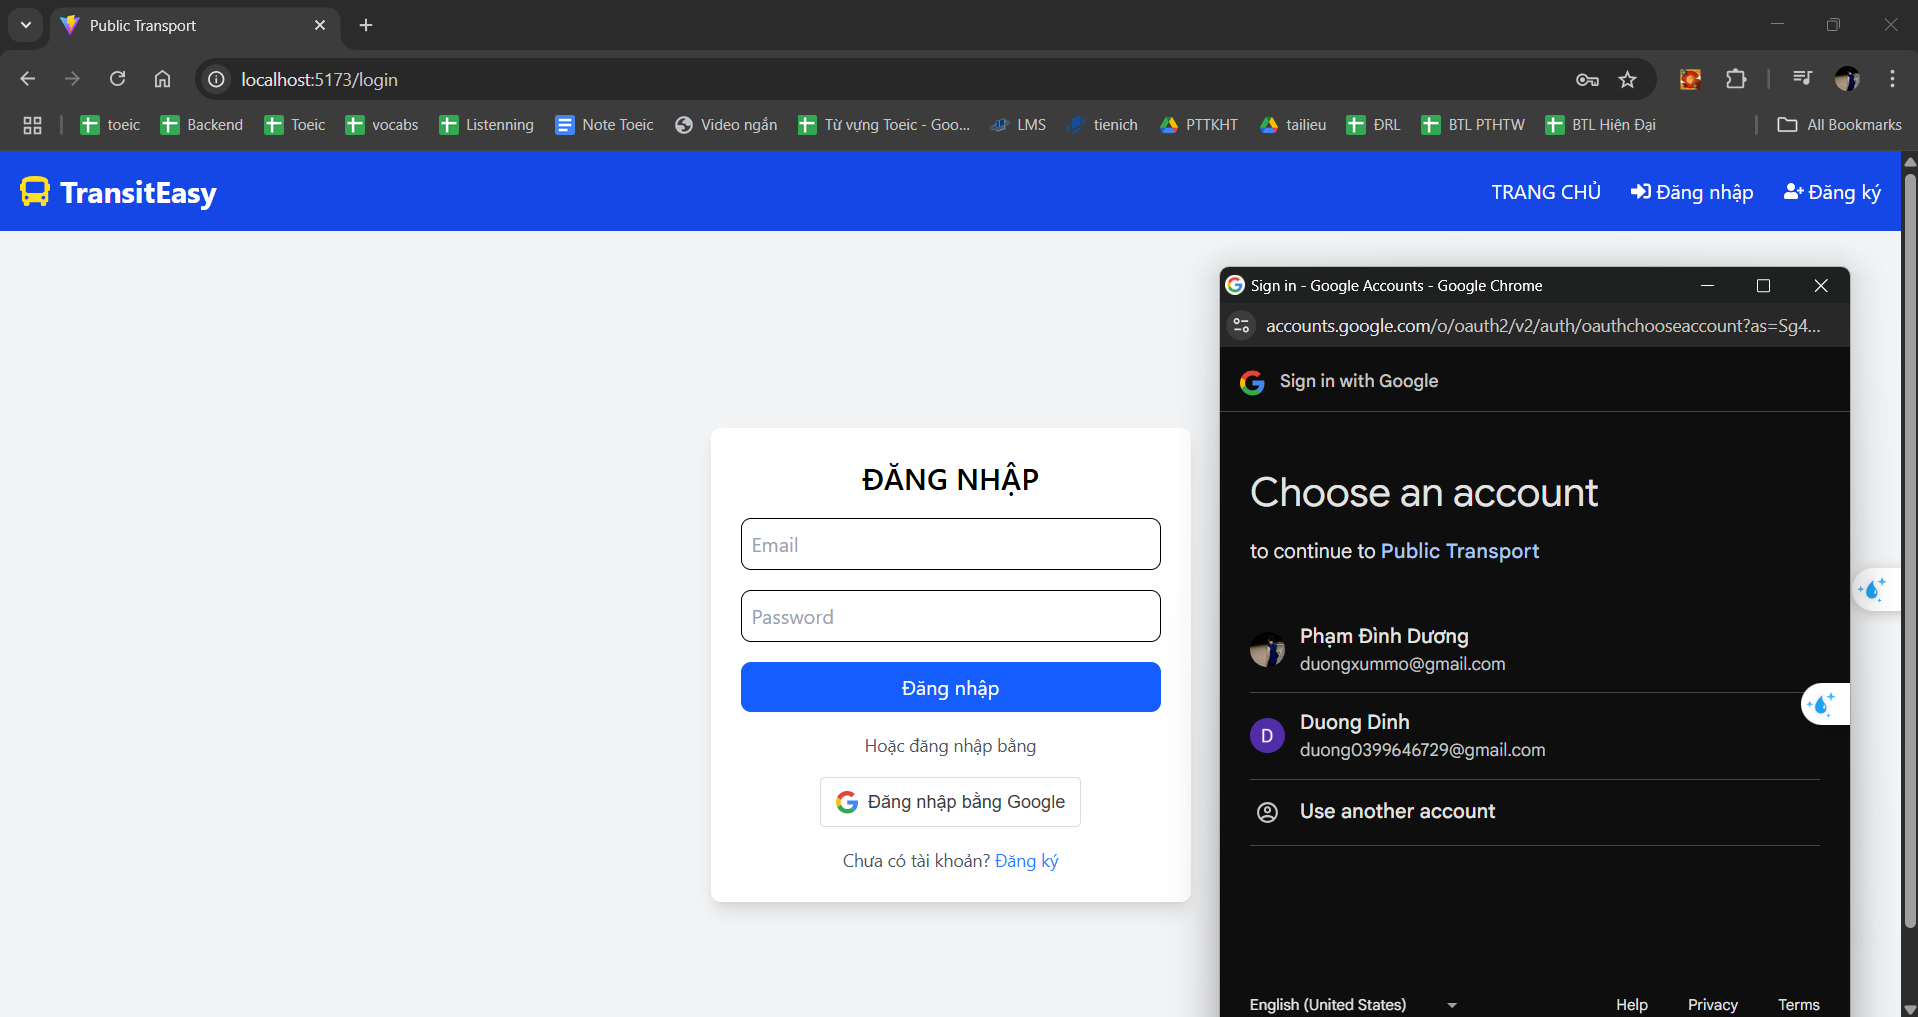 Public Transport
localhost:5173/login
toeic Backend Toeic vocabs Listenning Note Toeic Video ngắn Từ vựng Toeic - Goo... LMS tienich PTTKHT tailieu ĐRL BTL PTHTW BTL Hiện Đại All Bookmarks
TransitEasy
TRANG CHỦ Đăng nhập Đăng ký
ĐĂNG NHẬP
Email
Password
Đăng nhập
Hoặc đăng nhập bằng
Đăng nhập bằng Google
Chưa có tài khoản? Đăng ký
Sign in - Google Accounts - Google Chrome
accounts.google.com/o/oauth2/v2/auth/oauthchooseaccount?as=Sg4...
Sign in with Google
Choose an account
to continue to Public Transport
Phạm Đình Dương
duongxummo@gmail.com
D
Duong Dinh
duong0399646729@gmail.com
Use another account
English (United States) Help Privacy Terms